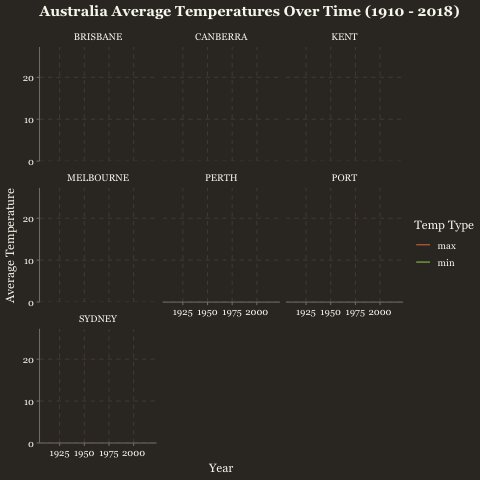 Australia Average Temperatures Over Time (1910 - 2018)
BRISBANE CANBERRA KENT
20
10
0
MELBOURNE PERTH PORT
20
10
0
1925 1950 1975 2000 1925 1950 1975 2000
SYDNEY
20
10
0
1925 1950 1975 2000
Year
Average Temperature
Temp Type
max
min